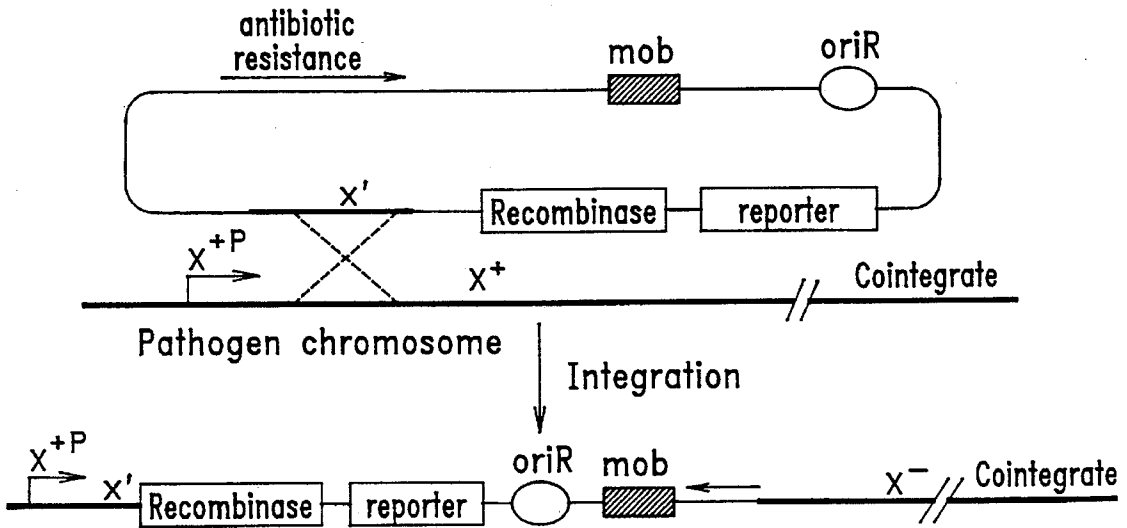 antibiotic
resistance
mob
oriR
X'
Recombinase
reporter
X+P
X+
Cointegrate
Pathogen chromosome
Integration
X+P
X'
Recombinase
reporter
oriR
mob
X−
Cointegrate